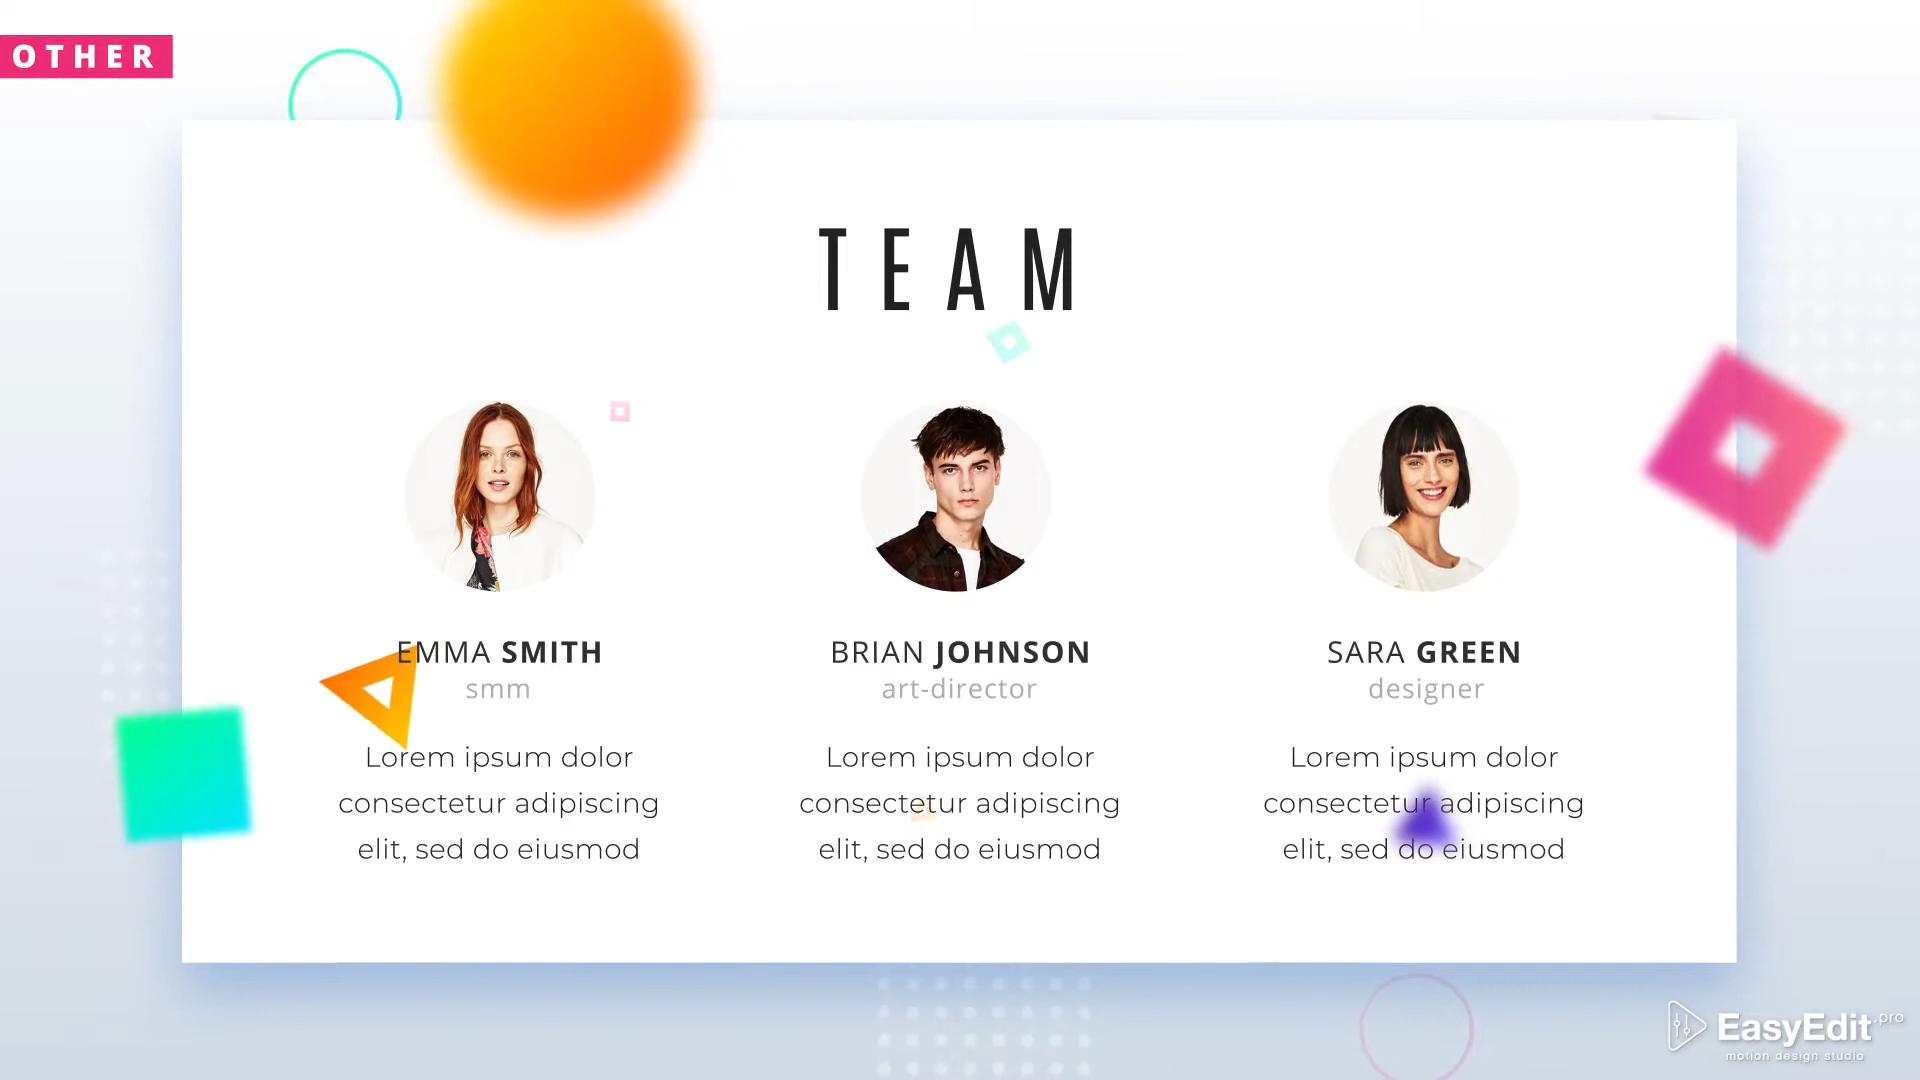 OTHER
TEAM
EMMA SMITH
smm
Lorem ipsum dolor
consectetur adipiscing
elit, sed do eiusmod
BRIAN JOHNSON
art-director
Lorem ipsum dolor
consectetur adipiscing
elit, sed do eiusmod
SARA GREEN
designer
Lorem ipsum dolor
consectetur adipiscing
elit, sed do eiusmod
EasyEdit.pro
motion design studio